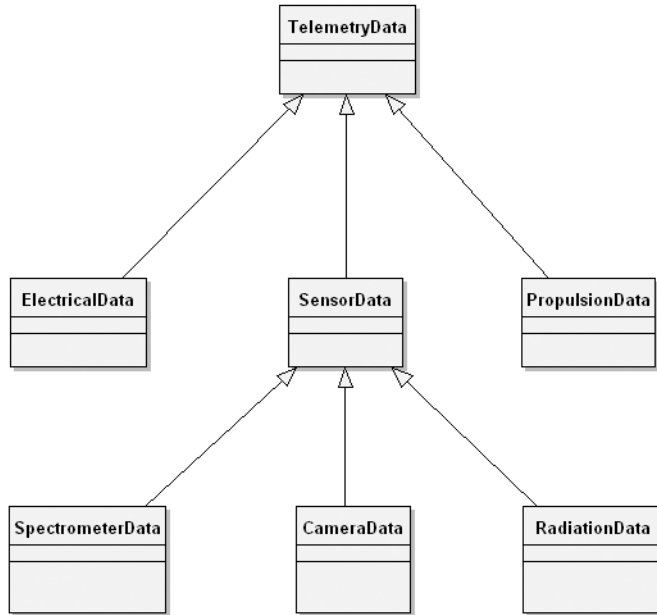 TelemetryData
ElectricalData
SensorData
PropulsionData
SpectrometerData
CameraData
RadiationData